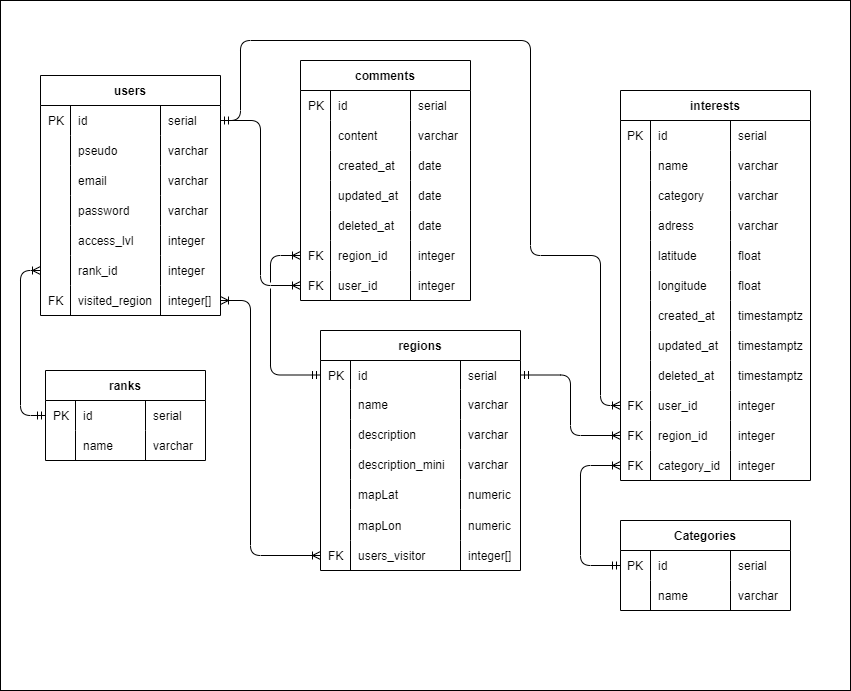 users
PK id serial
pseudo varchar
email varchar
password varchar
access_lvl integer
rank_id integer
FK visited_region integer[]
comments
PK id serial
content varchar
created_at date
updated_at date
deleted_at date
FK region_id integer
FK user_id integer
interests
PK id serial
name varchar
category varchar
adress varchar
latitude float
longitude float
created_at timestamptz
updated_at timestamptz
deleted_at timestamptz
FK user_id integer
FK region_id integer
FK category_id integer
ranks
PK id serial
name varchar
regions
PK id serial
name varchar
description varchar
description_mini varchar
mapLat numeric
mapLon numeric
FK users_visitor integer[]
Categories
PK id serial
name varchar